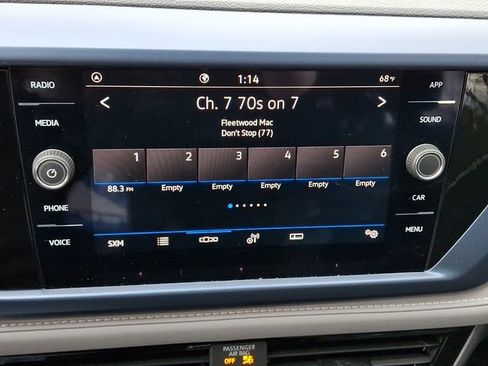 RADIO
1:14
68°F
APP
Ch. 7 70s on 7
MEDIA
SOUND
Fleetwood Mac
Don't Stop (77)
1 2 3 4 5 6
88.3 FM Empty Empty Empty Empty Empty
PHONE
CAR
VOICE
SXM
MENU
PASSENGER
AIR BAG
OFF